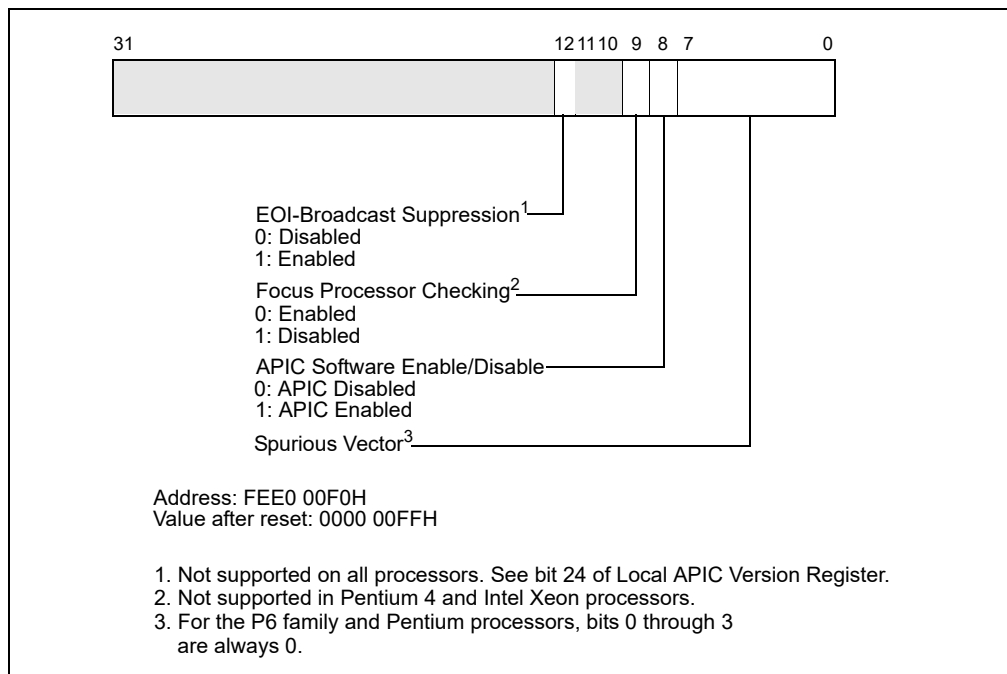 31 12 11 10 9 8 7 0
EOI-Broadcast Suppression1
0: Disabled
1: Enabled
Focus Processor Checking2
0: Enabled
1: Disabled
APIC Software Enable/Disable
0: APIC Disabled
1: APIC Enabled
Spurious Vector3
Address: FEE0 00F0H
Value after reset: 0000 00FFH
1. Not supported on all processors. See bit 24 of Local APIC Version Register.
2. Not supported in Pentium 4 and Intel Xeon processors.
3. For the P6 family and Pentium processors, bits 0 through 3
are always 0.